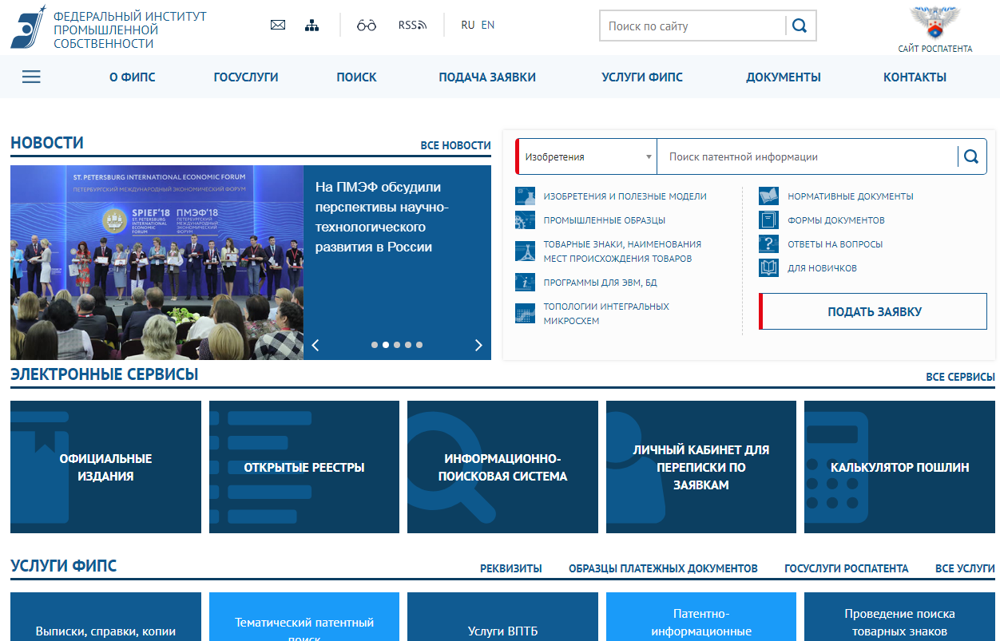 ФЕДЕРАЛЬНЫЙ ИНСТИТУТ
ПРОМЫШЛЕННОЙ
СОБСТВЕННОСТИ
RSS
RU EN
Поиск по сайту
САЙТ РОСПАТЕНТА
О ФИПС
ГОСУСЛУГИ
ПОИСК
ПОДАЧА ЗАЯВКИ
УСЛУГИ ФИПС
ДОКУМЕНТЫ
КОНТАКТЫ
НОВОСТИ
ВСЕ НОВОСТИ
ST. PETERSBURG INTERNATIONAL ECONOMIC FORUM
ПЕТЕРБУРГСКИЙ МЕЖДУНАРОДНЫЙ ЭКОНОМИЧЕСКИЙ ФОРУМ
SPIEF'18
ST. PETERSBURG
INTERNATIONAL
ECONOMIC
FORUM
ПМЭФ'18
ПЕТЕРБУРГСКИЙ
МЕЖДУНАРОДНЫЙ
ЭКОНОМИЧЕСКИЙ
ФОРУМ
На ПМЭФ обсудили
перспективы научно-
технологического
развития в России
Изобретения
Поиск патентной информации
ИЗОБРЕТЕНИЯ И ПОЛЕЗНЫЕ МОДЕЛИ
ПРОМЫШЛЕННЫЕ ОБРАЗЦЫ
ТОВАРНЫЕ ЗНАКИ, НАИМЕНОВАНИЯ
МЕСТ ПРОИСХОЖДЕНИЯ ТОВАРОВ
ПРОГРАММЫ ДЛЯ ЭВМ, БД
ТОПОЛОГИИ ИНТЕГРАЛЬНЫХ
МИКРОСХЕМ
НОРМАТИВНЫЕ ДОКУМЕНТЫ
ФОРМЫ ДОКУМЕНТОВ
ОТВЕТЫ НА ВОПРОСЫ
ДЛЯ НОВИЧКОВ
ПОДАТЬ ЗАЯВКУ
ЭЛЕКТРОННЫЕ СЕРВИСЫ
ВСЕ СЕРВИСЫ
ОФИЦИАЛЬНЫЕ
ИЗДАНИЯ
ОТКРЫТЫЕ РЕЕСТРЫ
ИНФОРМАЦИОННО-
ПОИСКОВАЯ СИСТЕМА
ЛИЧНЫЙ КАБИНЕТ ДЛЯ
ПЕРЕПИСКИ ПО
ЗАЯВКАМ
КАЛЬКУЛЯТОР ПОШЛИН
УСЛУГИ ФИПС
РЕКВИЗИТЫ
ОБРАЗЦЫ ПЛАТЕЖНЫХ ДОКУМЕНТОВ
ГОСУСЛУГИ РОСПАТЕНТА
ВСЕ УСЛУГИ
Выписки, справки, копии
Тематический патентный
поиск
Услуги ВПТБ
Патентно-
информационные
Проведение поиска
товарных знаков